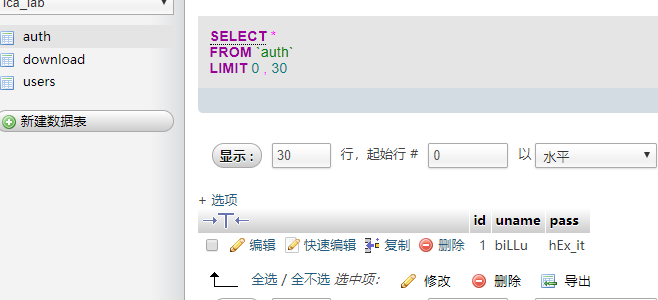 ica_lab
auth
download
users
新建数据表
SELECT *
FROM `auth`
LIMIT 0 , 30
显示 : 30 行，起始行 # 0 以 水平
+ 选项
←T→ id uname pass
编辑 快速编辑 复制 删除 1 biLLu hEx_it
全选 / 全不选 选中项： 修改 删除 导出